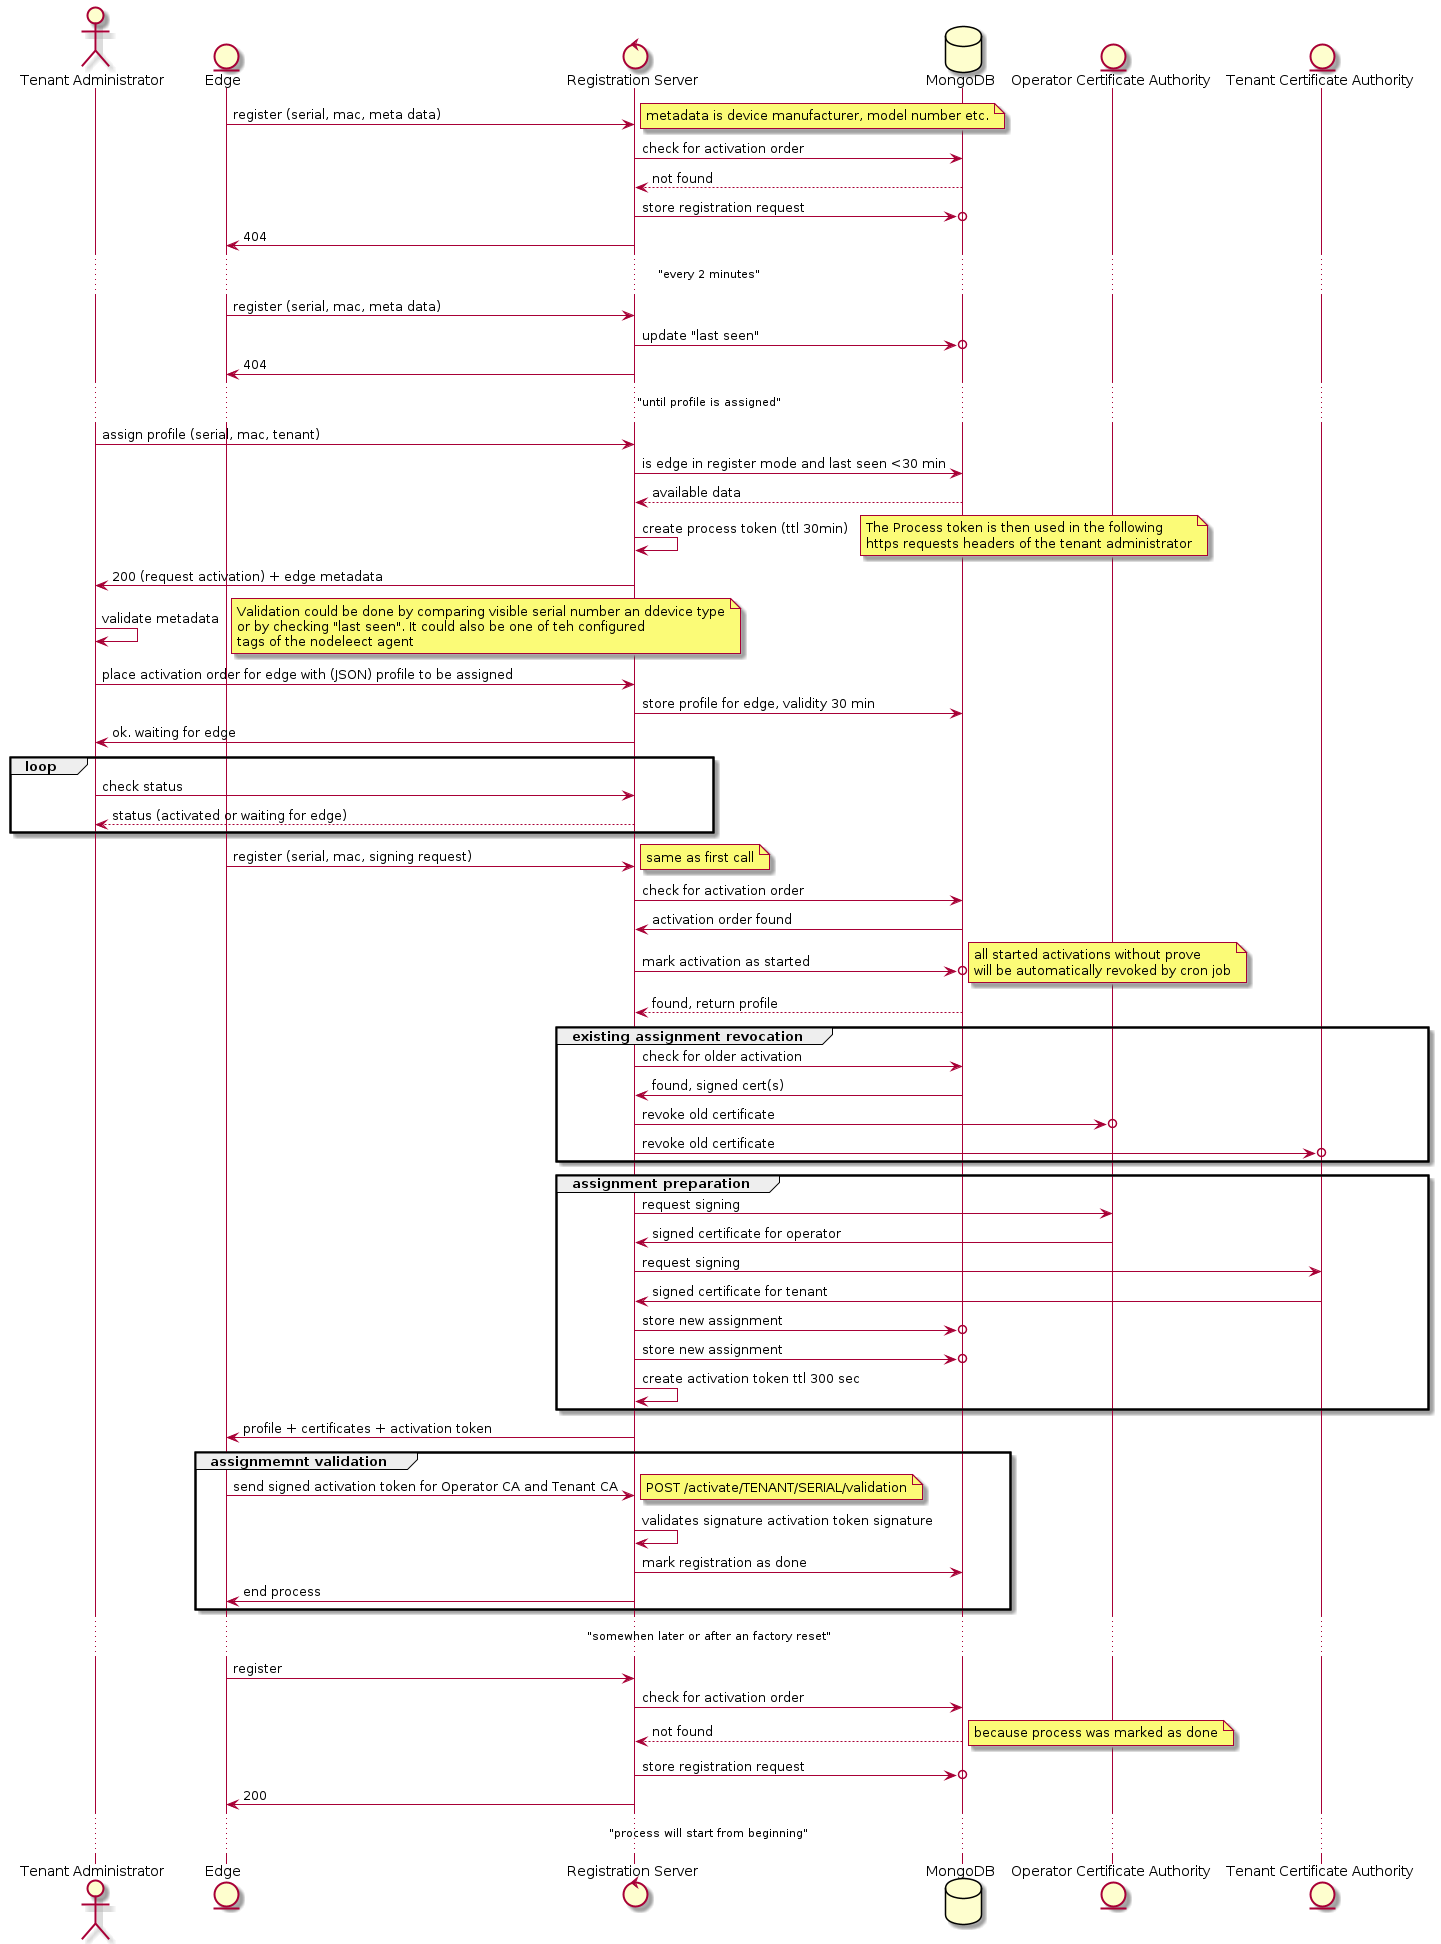 Tenant Administrator
Edge
Registration Server
MongoDB
Operator Certificate Authority
Tenant Certificate Authority
register (serial, mac, meta data)
metadata is device manufacturer, model number etc.
check for activation order
not found
store registration request
404
"every 2 minutes"
register (serial, mac, meta data)
update "last seen"
404
"until profile is assigned"
assign profile (serial, mac, tenant)
is edge in register mode and last seen <30 min
available data
create process token (ttl 30min)
The Process token is then used in the following
https requests headers of the tenant administrator
200 (request activation) + edge metadata
validate metadata
Validation could be done by comparing visible serial number an ddevice type
or by checking "last seen". It could also be one of teh configured
tags of the nodeleect agent
place activation order for edge with (JSON) profile to be assigned
store profile for edge, validity 30 min
ok. waiting for edge
loop
check status
status (activated or waiting for edge)
register (serial, mac, signing request)
same as first call
check for activation order
activation order found
mark activation as started
all started activations without prove
will be automatically revoked by cron job
found, return profile
existing assignment revocation
check for older activation
found, signed cert(s)
revoke old certificate
revoke old certificate
assignment preparation
request signing
signed certificate for operator
request signing
signed certificate for tenant
store new assignment
store new assignment
create activation token ttl 300 sec
profile + certificates + activation token
assignmemnt validation
send signed activation token for Operator CA and Tenant CA
POST /activate/TENANT/SERIAL/validation
validates signature activation token signature
mark registration as done
end process
"somewhen later or after an factory reset"
register
check for activation order
not found
because process was marked as done
store registration request
200
"process will start from beginning"
Tenant Administrator
Edge
Registration Server
MongoDB
Operator Certificate Authority
Tenant Certificate Authority